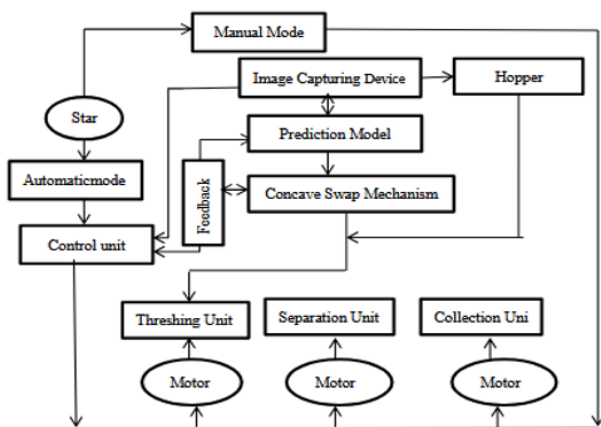 Manual Mode
Image Capturing Device
Hopper
Star
Prediction Model
Automaticmode
Feedback
Concave Swap Mechanism
Control unit
Threshing Unit
Separation Unit
Collection Uni
Motor
Motor
Motor